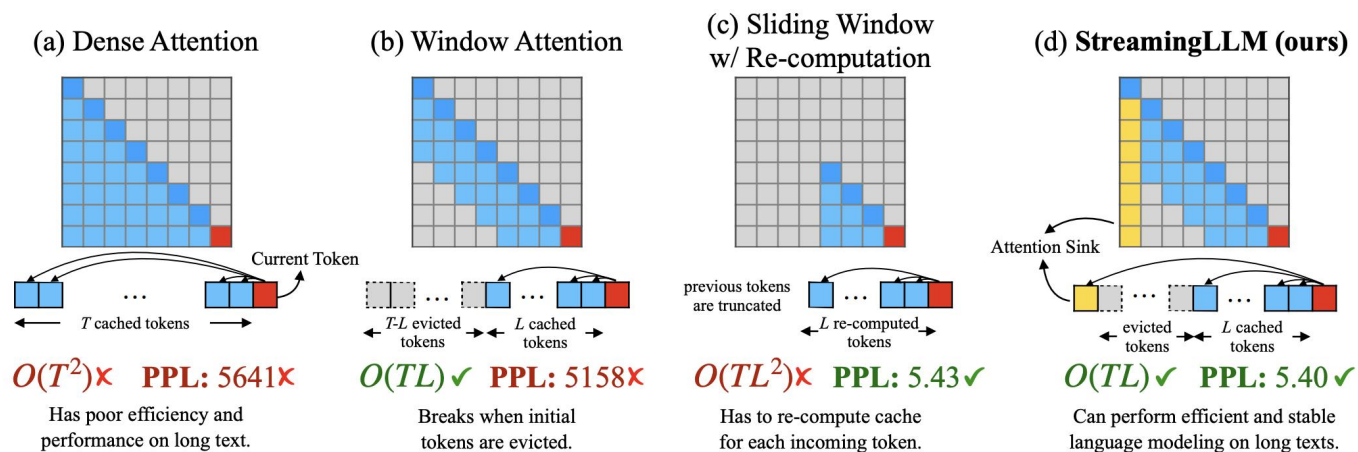 (a) Dense Attention
Current Token
...
T cached tokens
O(T²)✗ PPL: 5641✗
Has poor efficiency and
performance on long text.
(b) Window Attention
... ...
T-L evicted
tokens
L cached
tokens
O(TL)✓ PPL: 5158✗
Breaks when initial
tokens are evicted.
(c) Sliding Window
w/ Re-computation
previous tokens
are truncated
...
L re-computed
tokens
O(TL²)✗ PPL: 5.43✓
Has to re-compute cache
for each incoming token.
(d) StreamingLLM (ours)
Attention Sink
... ...
evicted
tokens
L cached
tokens
O(TL)✓ PPL: 5.40✓
Can perform efficient and stable
language modeling on long texts.